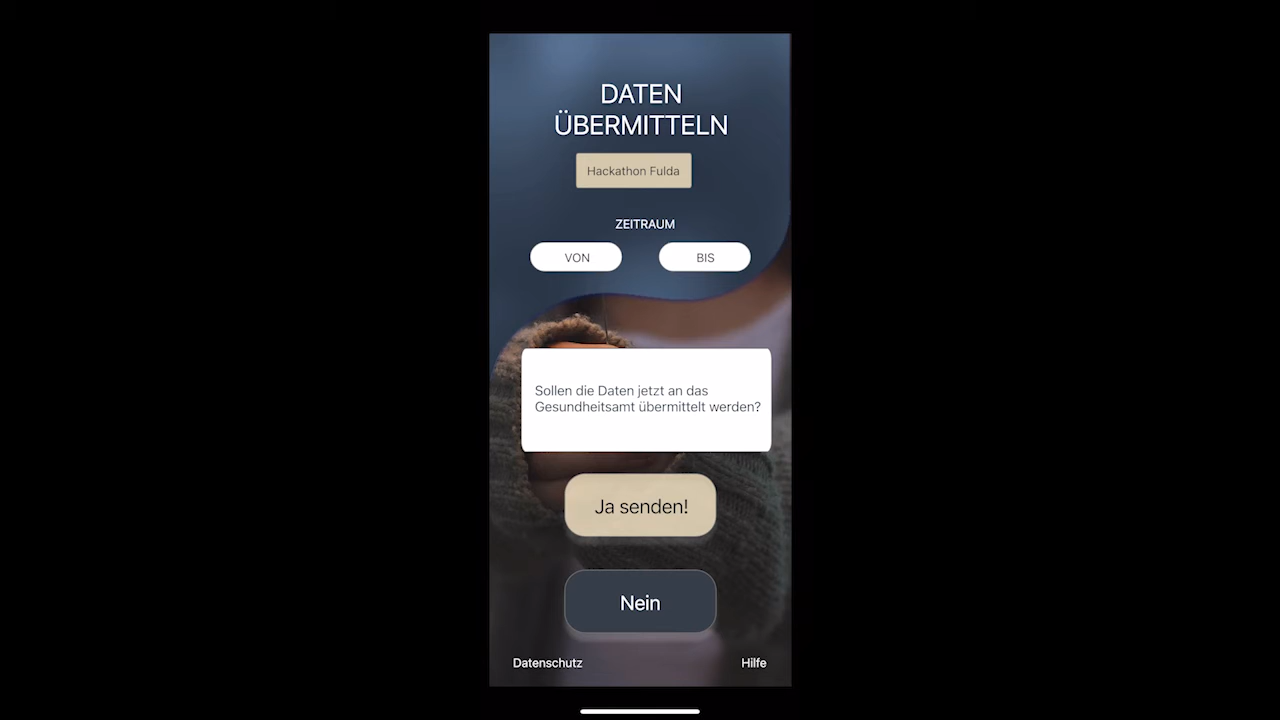 DATEN
ÜBERMITTELN
Hackathon Fulda
ZEITRAUM
VON BIS
Sollen die Daten jetzt an das
Gesundheitsamt übermittelt werden?
Ja senden!
Nein
Datenschutz Hilfe